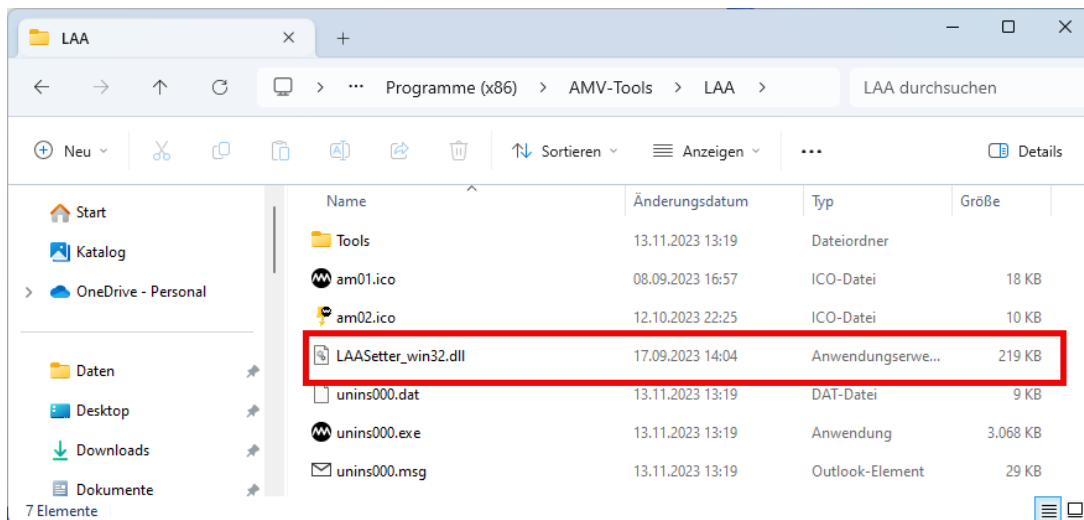 LAA
Programme (x86) > AMV-Tools > LAA >
LAA durchsuchen
Neu
Sortieren
Anzeigen
Details
Name Änderungsdatum Typ Größe
Start
Katalog
OneDrive - Personal
Daten
Desktop
Downloads
Dokumente
Tools 13.11.2023 13:19 Dateiordner
am01.ico 08.09.2023 16:57 ICO-Datei 18 KB
am02.ico 12.10.2023 22:25 ICO-Datei 10 KB
LAASetter_win32.dll 17.09.2023 14:04 Anwendungserwe... 219 KB
unins000.dat 13.11.2023 13:19 DAT-Datei 9 KB
unins000.exe 13.11.2023 13:19 Anwendung 3.068 KB
unins000.msg 13.11.2023 13:19 Outlook-Element 29 KB
7 Elemente